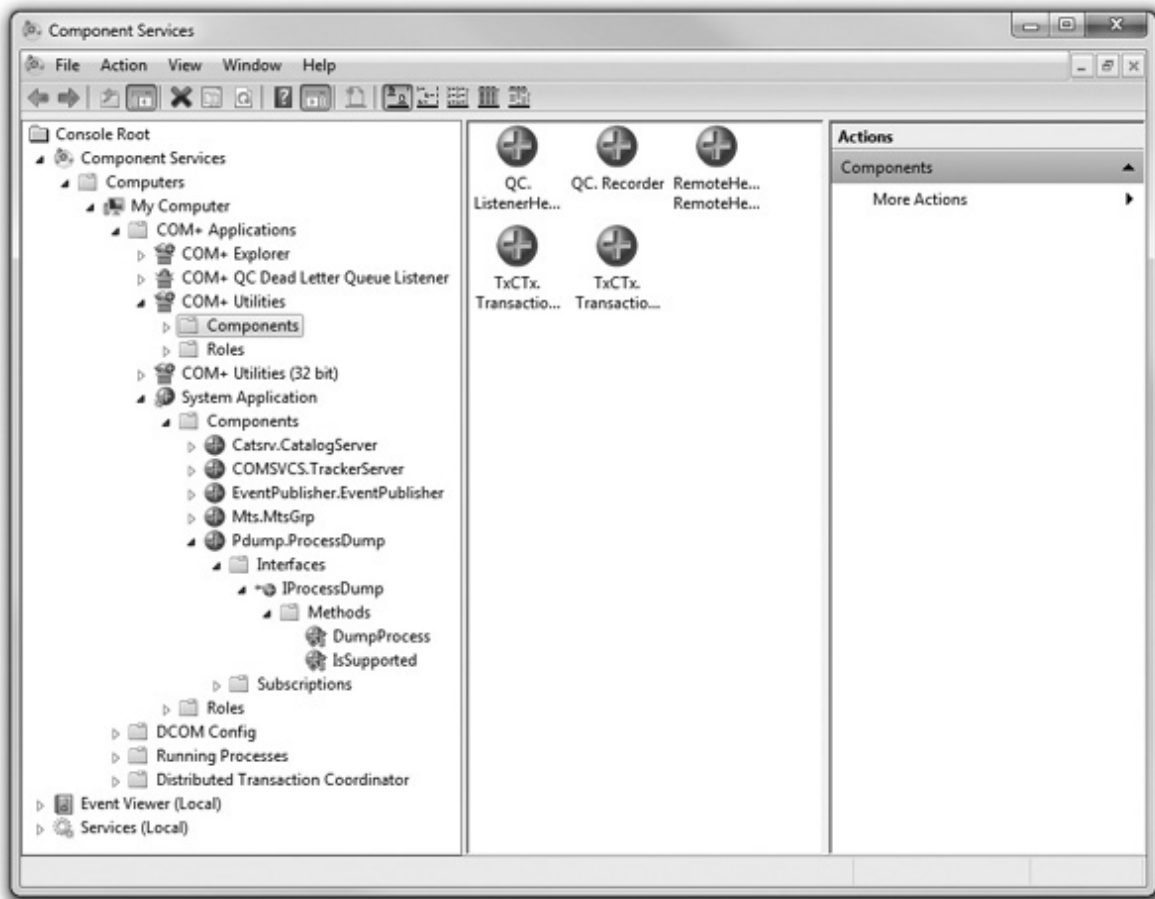 Component Services
File Action View Window Help
Console Root
Component Services
Computers
My Computer
COM+ Applications
COM+ Explorer
COM+ QC Dead Letter Queue Listener
COM+ Utilities
Components
Roles
COM+ Utilities (32 bit)
System Application
Components
Catsrv.CatalogServer
COMSVCS.TrackerServer
EventPublisher.EventPublisher
Mts.MtsGrp
Pdump.ProcessDump
Interfaces
IProcessDump
Methods
DumpProcess
IsSupported
Subscriptions
Roles
DCOM Config
Running Processes
Distributed Transaction Coordinator
Event Viewer (Local)
Services (Local)
QC.
ListenerHe...
QC. Recorder
RemoteHe...
RemoteHe...
TxCTx.
Transactio...
TxCTx.
Transactio...
Actions
Components
More Actions